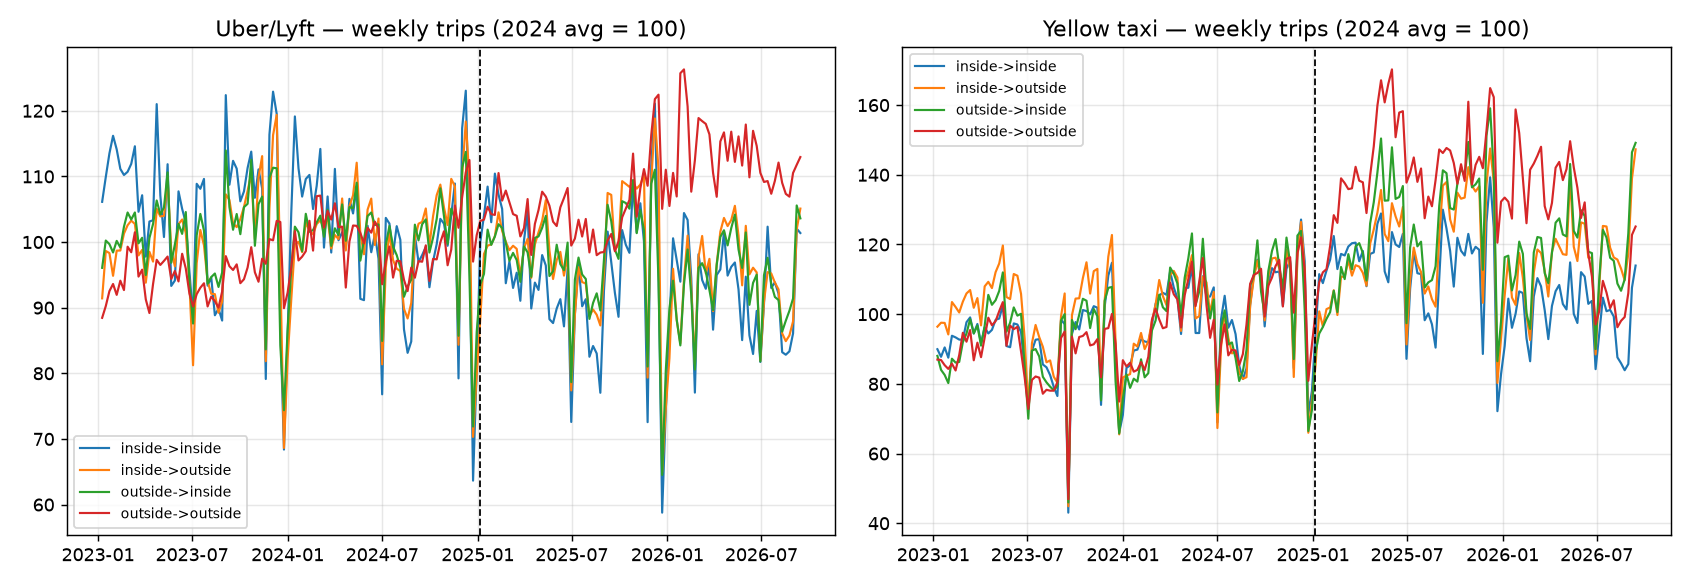 Uber/Lyft — weekly trips (2024 avg = 100)
120
110
100
90
80
70
60
inside->inside
inside->outside
outside->inside
outside->outside
2023-01 2023-07 2024-01 2024-07 2025-01 2025-07 2026-01 2026-07
Yellow taxi — weekly trips (2024 avg = 100)
inside->inside
inside->outside
outside->inside
outside->outside
160
140
120
100
80
60
40
2023-01 2023-07 2024-01 2024-07 2025-01 2025-07 2026-01 2026-07